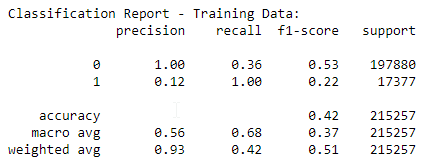 Classification Report - Training Data:
precision recall f1-score support
0 1.00 0.36 0.53 197880
1 0.12 1.00 0.22 17377
accuracy 0.42 215257
macro avg 0.56 0.68 0.37 215257
weighted avg 0.93 0.42 0.51 215257